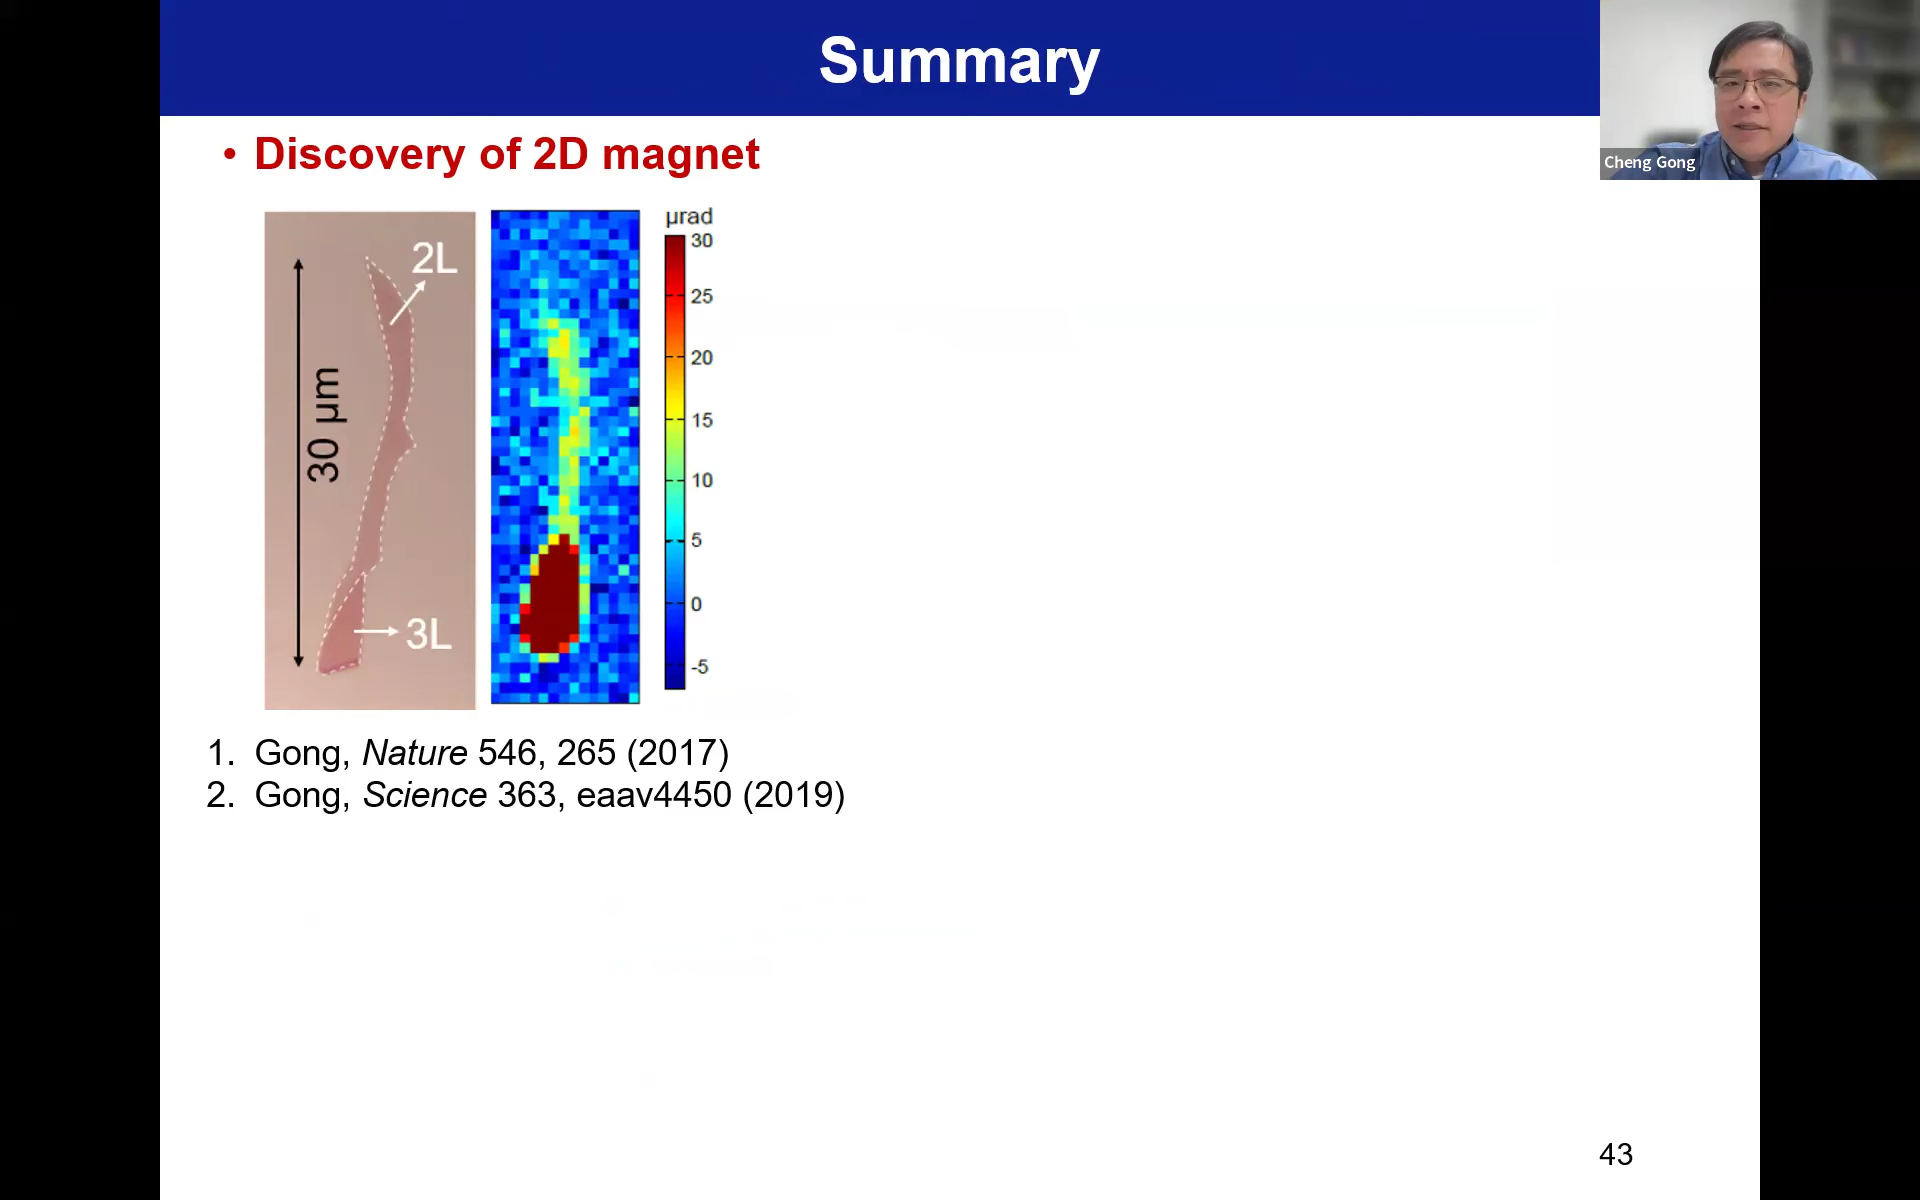 Summary
Cheng Gong
• Discovery of 2D magnet
2L
30 µm
3L
µrad
30
25
20
15
10
5
0
-5
1. Gong, Nature 546, 265 (2017)
2. Gong, Science 363, eaav4450 (2019)
43